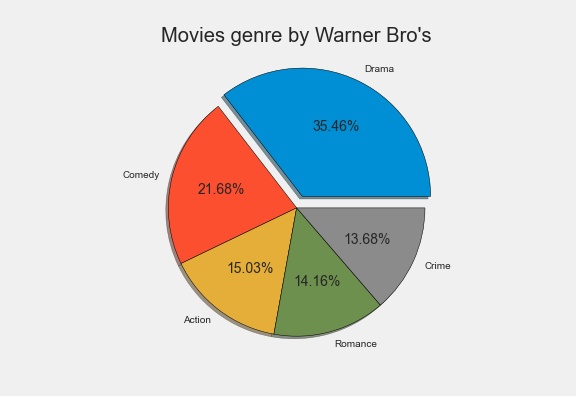 Movies genre by Warner Bro's
Drama
35.46%
Comedy
21.68%
13.68%
15.03%
14.16%
Crime
Action
Romance